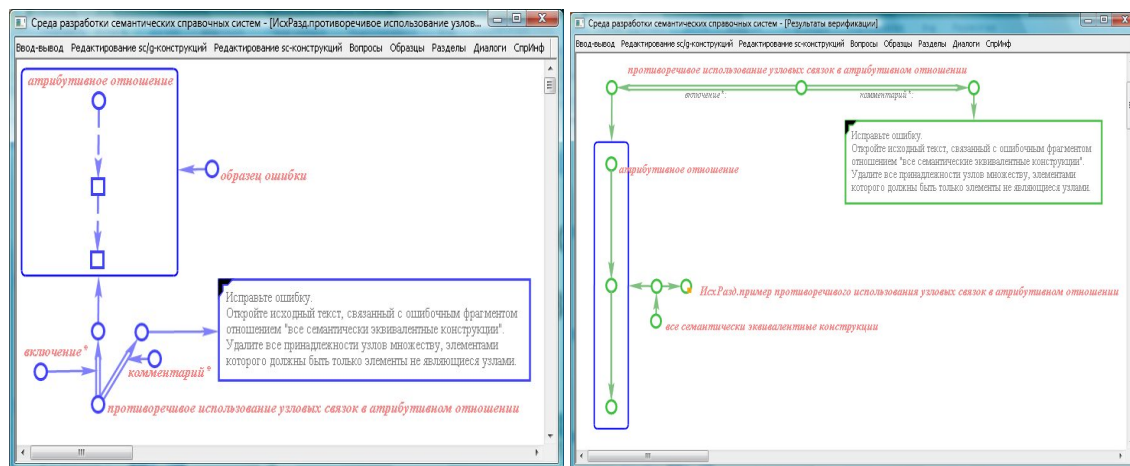 Среда разработки семантических справочных систем - [ИсхРазд.противоречивое использование узлов...
Ввод-вывод Редактирование sc/g-конструкций Редактирование sc-конструкций Вопросы Образцы Разделы Диалоги СпрИнф
атрибутивное отношение
образец ошибки
Исправьте ошибку.
Откройте исходный текст, связанный с ошибочным фрагментом
отношением "все семантически эквивалентные конструкции".
Удалите все принадлежности узлов множеству, элементами
которого должны быть только элементы не являющиеся узлами.
включение*
комментарий*
противоречивое использование узловых связок в атрибутивном отношении
Среда разработки семантических справочных систем - [Результаты верификации]
Ввод-вывод Редактирование sc/g-конструкций Редактирование sc-конструкций Вопросы Образцы Разделы Диалоги СпрИнф
противоречивое использование узловых связок в атрибутивном отношении
включение*:
комментарий*:
Исправьте ошибку.
Откройте исходный текст, связанный с ошибочным фрагментом
отношением "все семантические эквивалентные конструкции".
Удалите все принадлежности узлов множеству, элементами
которого должны быть только элементы не являющиеся узлами.
атрибутивное отношение
ИсхРазд.пример противоречивого использования узловых связок в атрибутивном отношении
все семантически эквивалентные конструкции